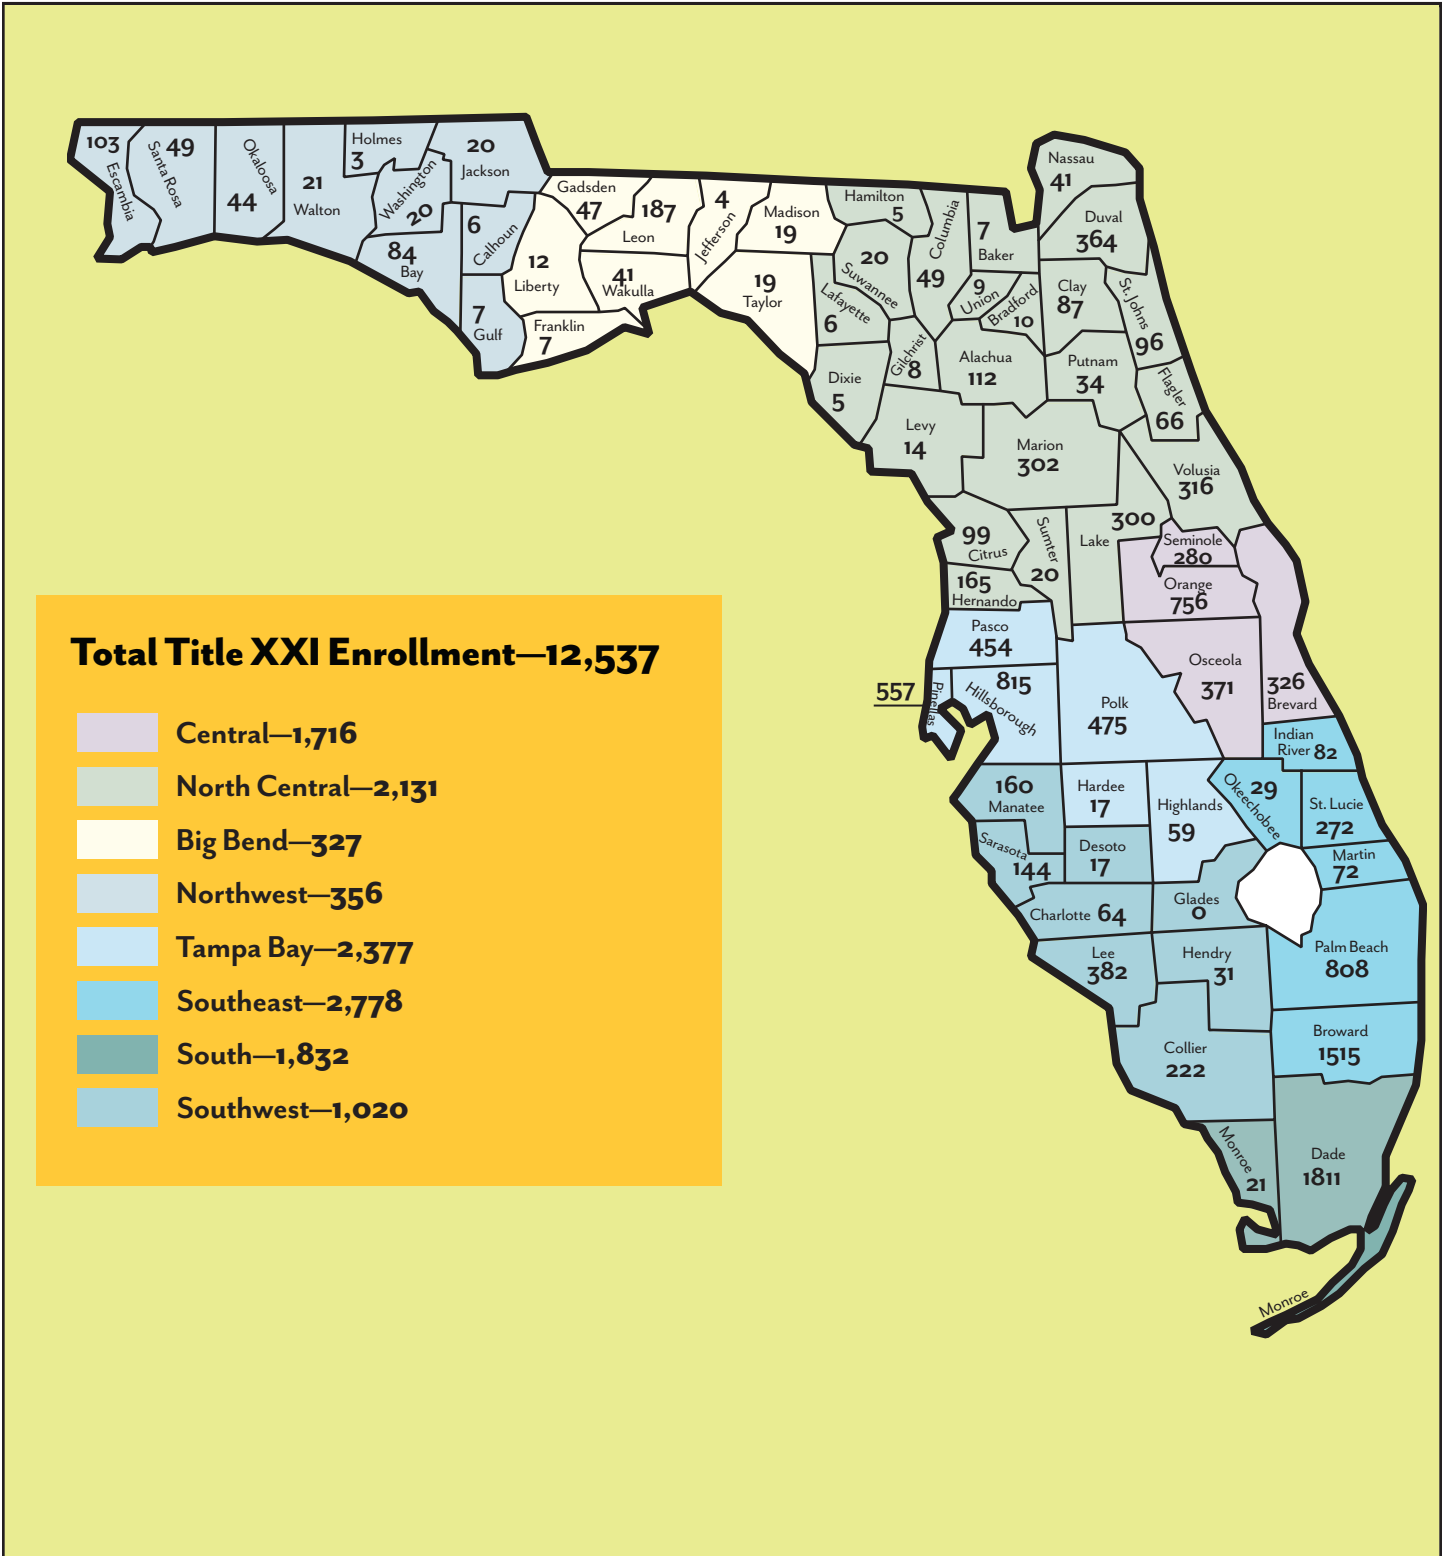 Holmes
3
103
Escambia
Santa Rosa
49
Okaloosa
44
21
Walton
Washington
20
20
Jackson
84
Bay
6
Calhoun
7
Gulf
Gadsden
47
187
Leon
4
Jefferson
Madison
19
12
Liberty
41
Wakulla
19
Taylor
Franklin
7
Hamilton
5
Columbia
49
7
Baker
Nassau
41
Duval
364
20
Suwannee
Lafayette
6
9
Union
Bradford
10
Clay
87
St. Johns
96
Gilchrist
8
Alachua
112
Putnam
34
Flagler
66
Dixie
5
Levy
14
Marion
302
Volusia
316
99
Citrus
Sumter
20
300
Lake
Seminole
280
165
Hernando
Orange
756
Pasco
454
Osceola
371
326
Brevard
557
Pinellas
815
Hillsborough
Polk
475
Indian
River 82
160
Manatee
Hardee
17
Highlands
59
29
Okeechobee
St. Lucie
272
Sarasota
144
Desoto
17
Martin
72
Charlotte 64
Glades
0
Palm Beach
808
Lee
382
Hendry
31
Collier
222
Broward
1515
Monroe
21
Dade
1811
Monroe
Total Title XXI Enrollment—12,537
Central—1,716
North Central—2,131
Big Bend—327
Northwest—356
Tampa Bay—2,377
Southeast—2,778
South—1,832
Southwest—1,020